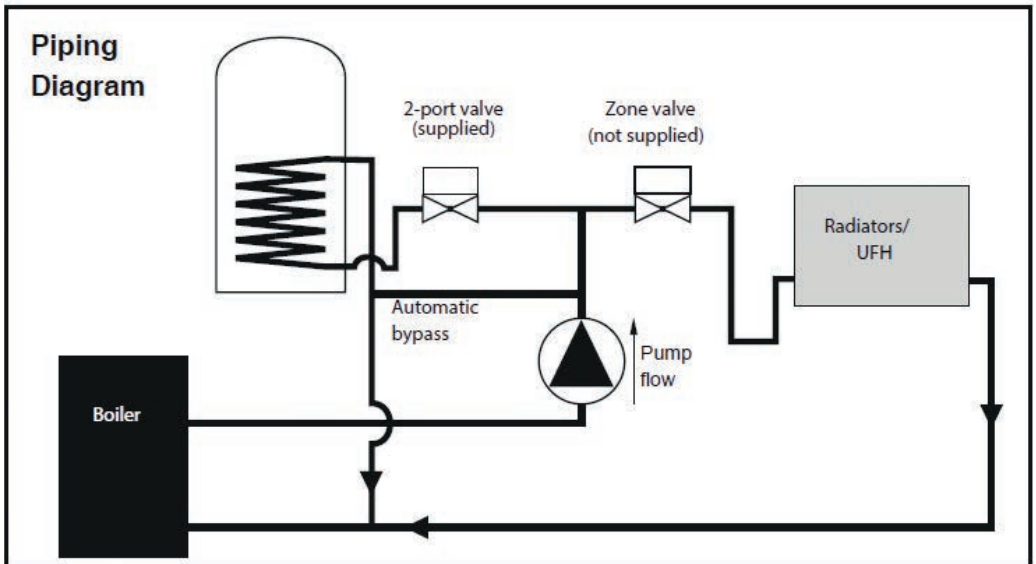 Piping
Diagram
2-port valve
(supplied)
Zone valve
(not supplied)
Radiators/
UFH
Automatic
bypass
Pump
flow
Boiler